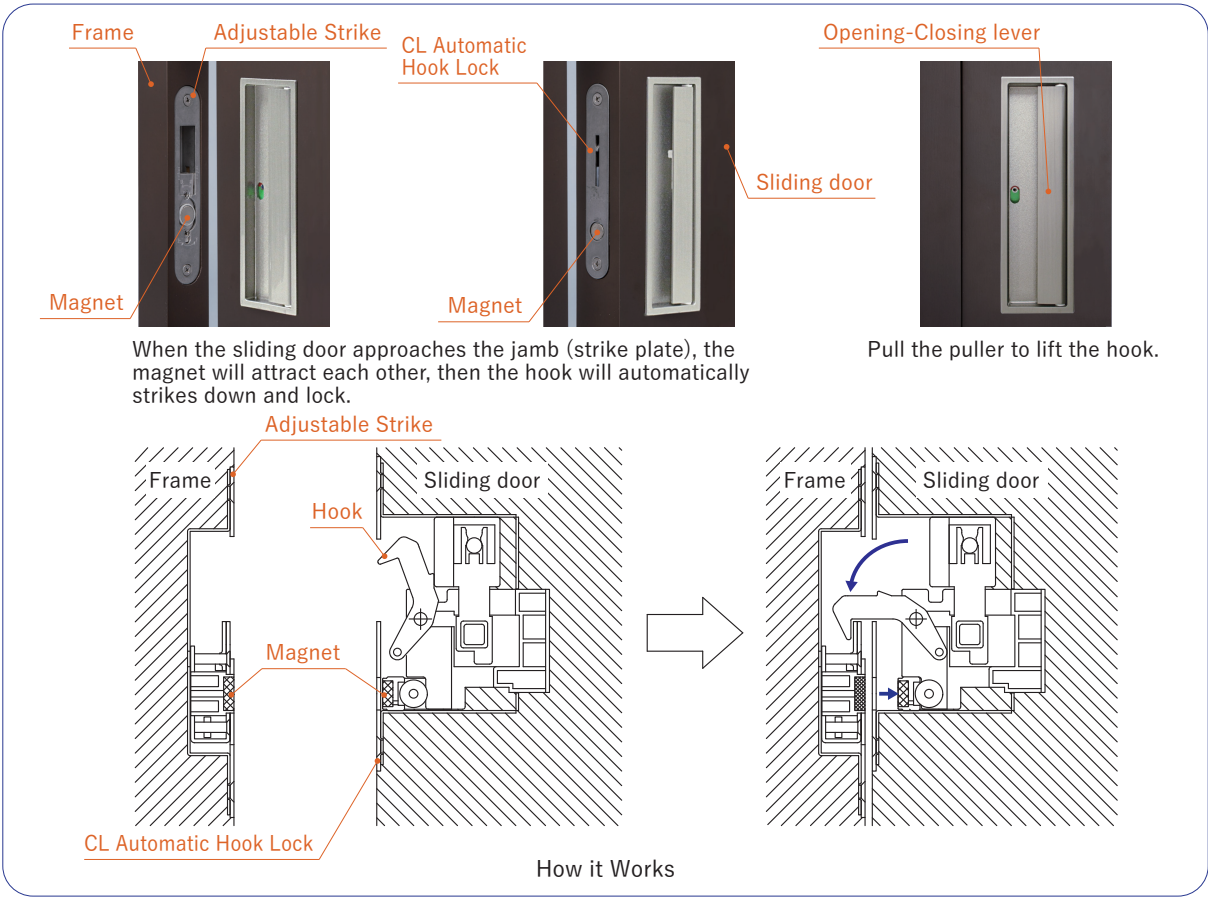 Frame
Adjustable Strike
CL Automatic
Hook Lock
Opening-Closing lever
Sliding door
Magnet
Magnet
When the sliding door approaches the jamb (strike plate), the
magnet will attract each other, then the hook will automatically
strikes down and lock.
Pull the puller to lift the hook.
Adjustable Strike
Frame
Sliding door
Hook
Magnet
CL Automatic Hook Lock
Frame
Sliding door
How it Works